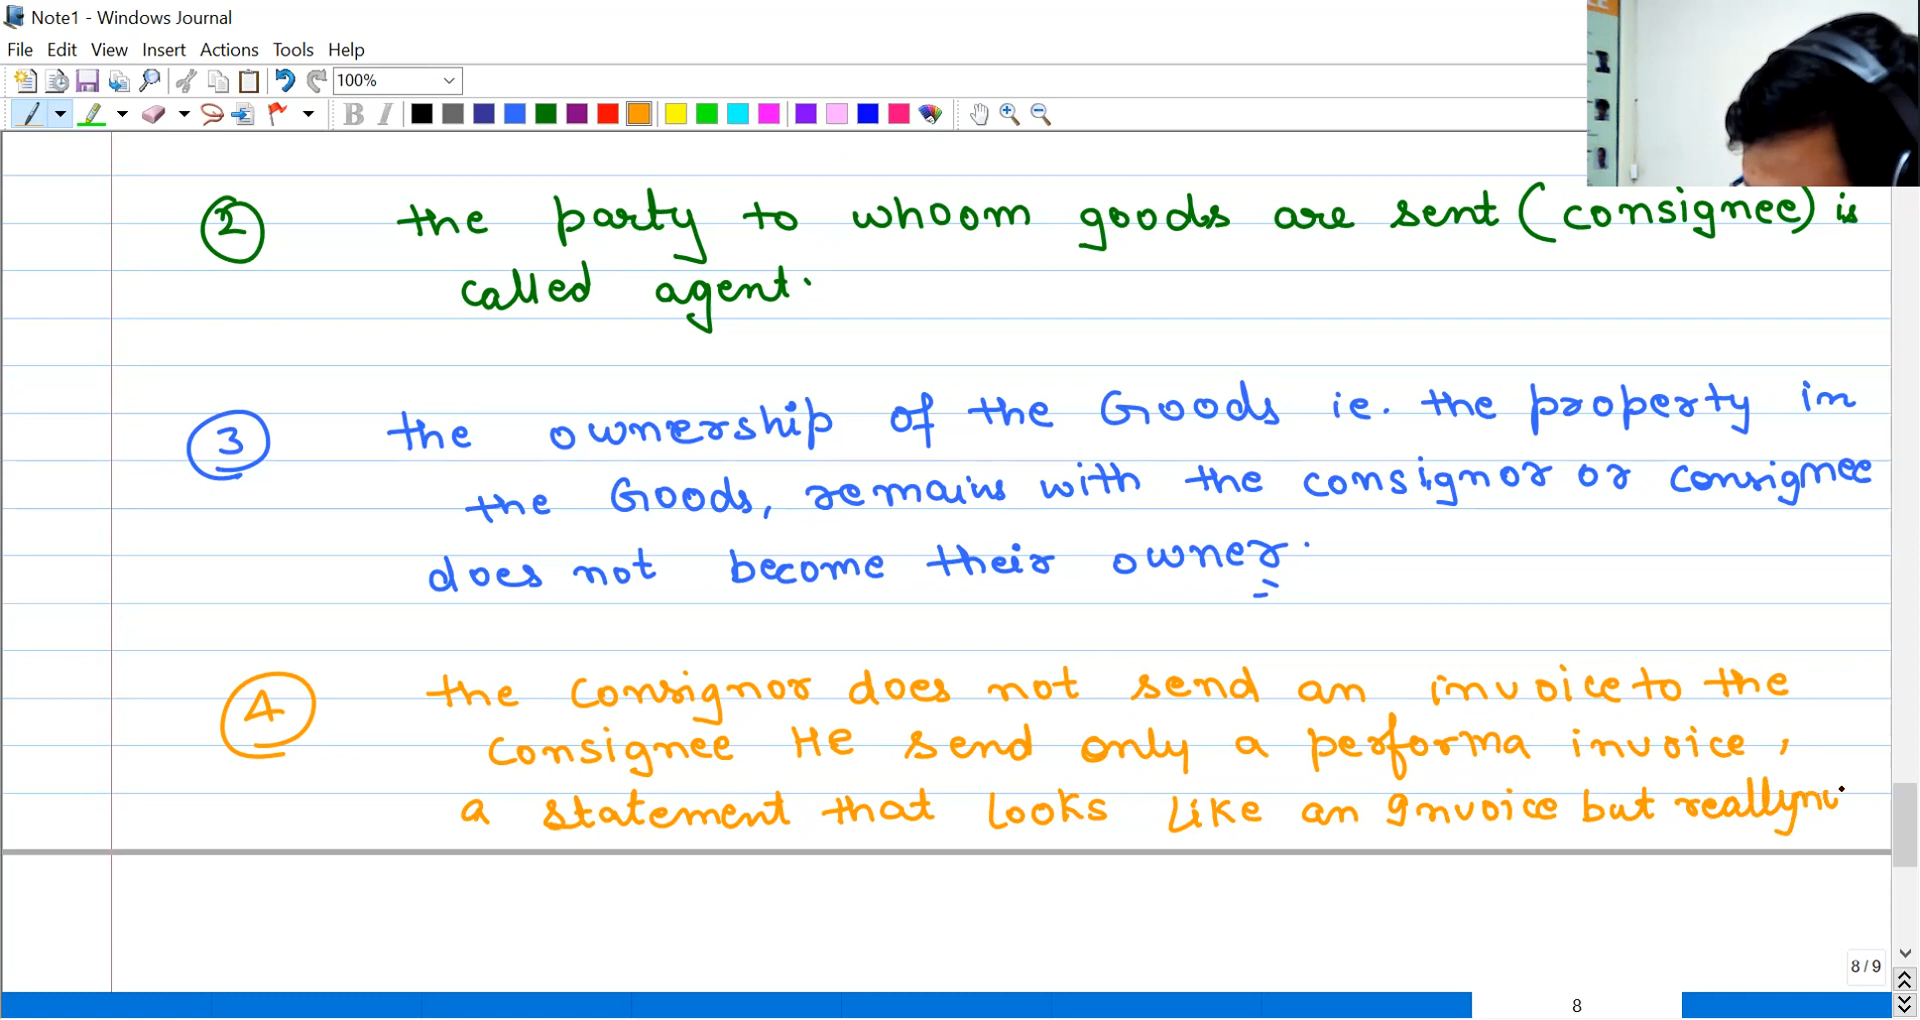 Note1 - Windows Journal
File Edit View Insert Actions Tools Help
100%
B I
2 the party to whoom goods are sent (consignee) is
called agent.
3 the ownership of the Goods ie. the property in
the Goods, remains with the consignor or consignee
does not become their owner.
4 the consignor does not send an invoice to the
consignee He send only a performa invoice,
a statement that looks like an invoice but really
8/9
8